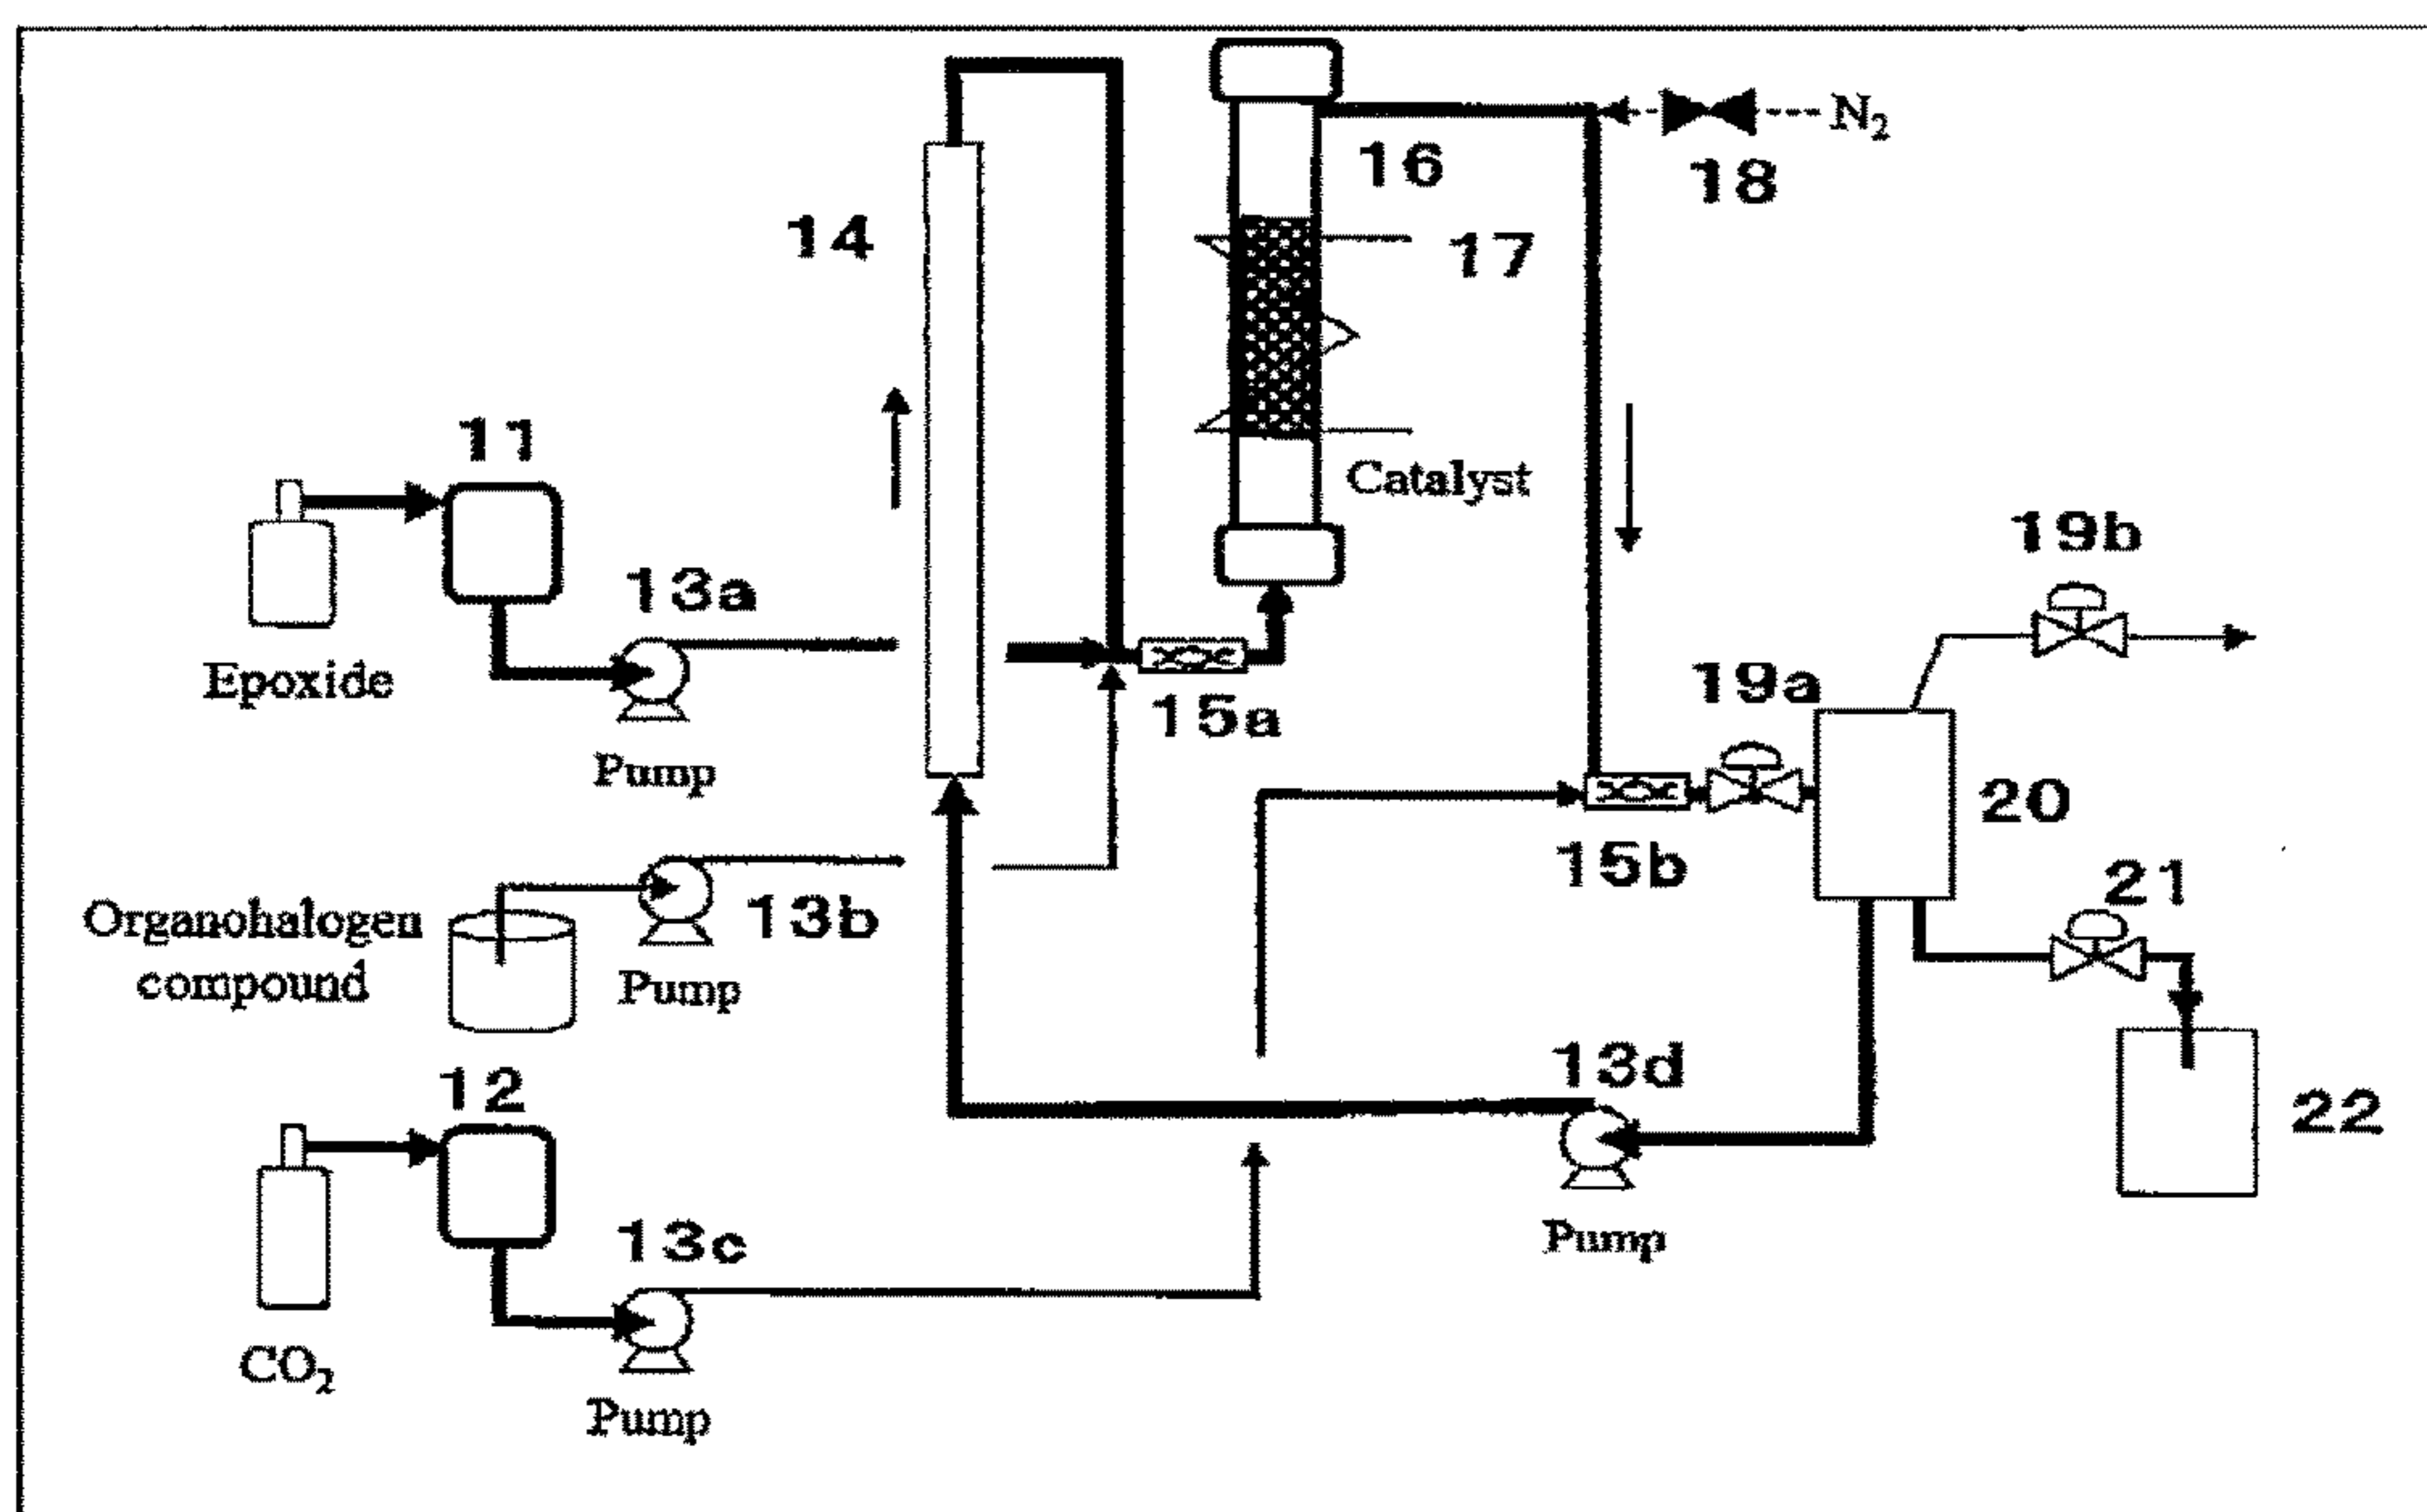 N₂
16
18
14
17
11
Catalyst
19b
13a
Epoxide
19a
15a
Pump
20
15b
21
13b
Organohalogen
compound
Pump
13d
12
22
13c
Pump
CO₂
Pump